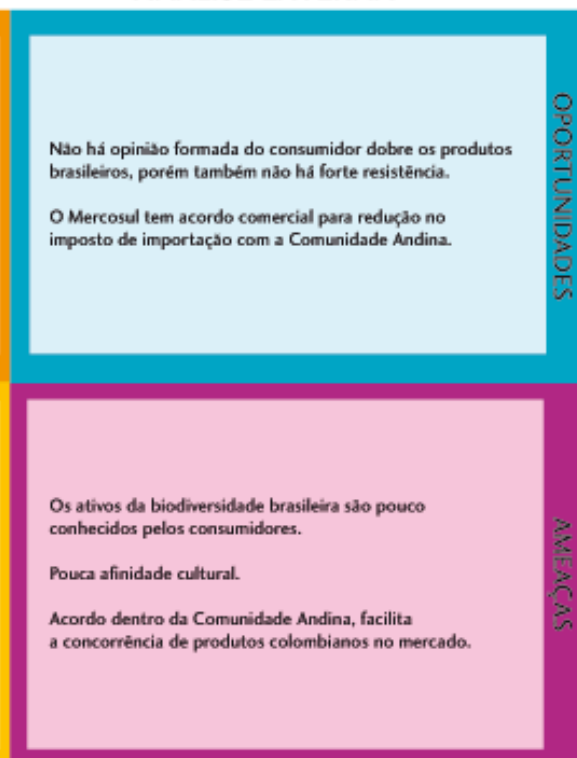 Não há opinião formada do consumidor dobre os produtos
brasileiros, porém também não há forte resistência.
O Mercosul tem acordo comercial para redução no
imposto de importação com a Comunidade Andina.
OPORTUNIDADES
Os ativos da biodiversidade brasileira são pouco
conhecidos pelos consumidores.
Pouca afinidade cultural.
Acordo dentro da Comunidade Andina, facilita
a concorrência de produtos colombianos no mercado.
AMEAÇAS